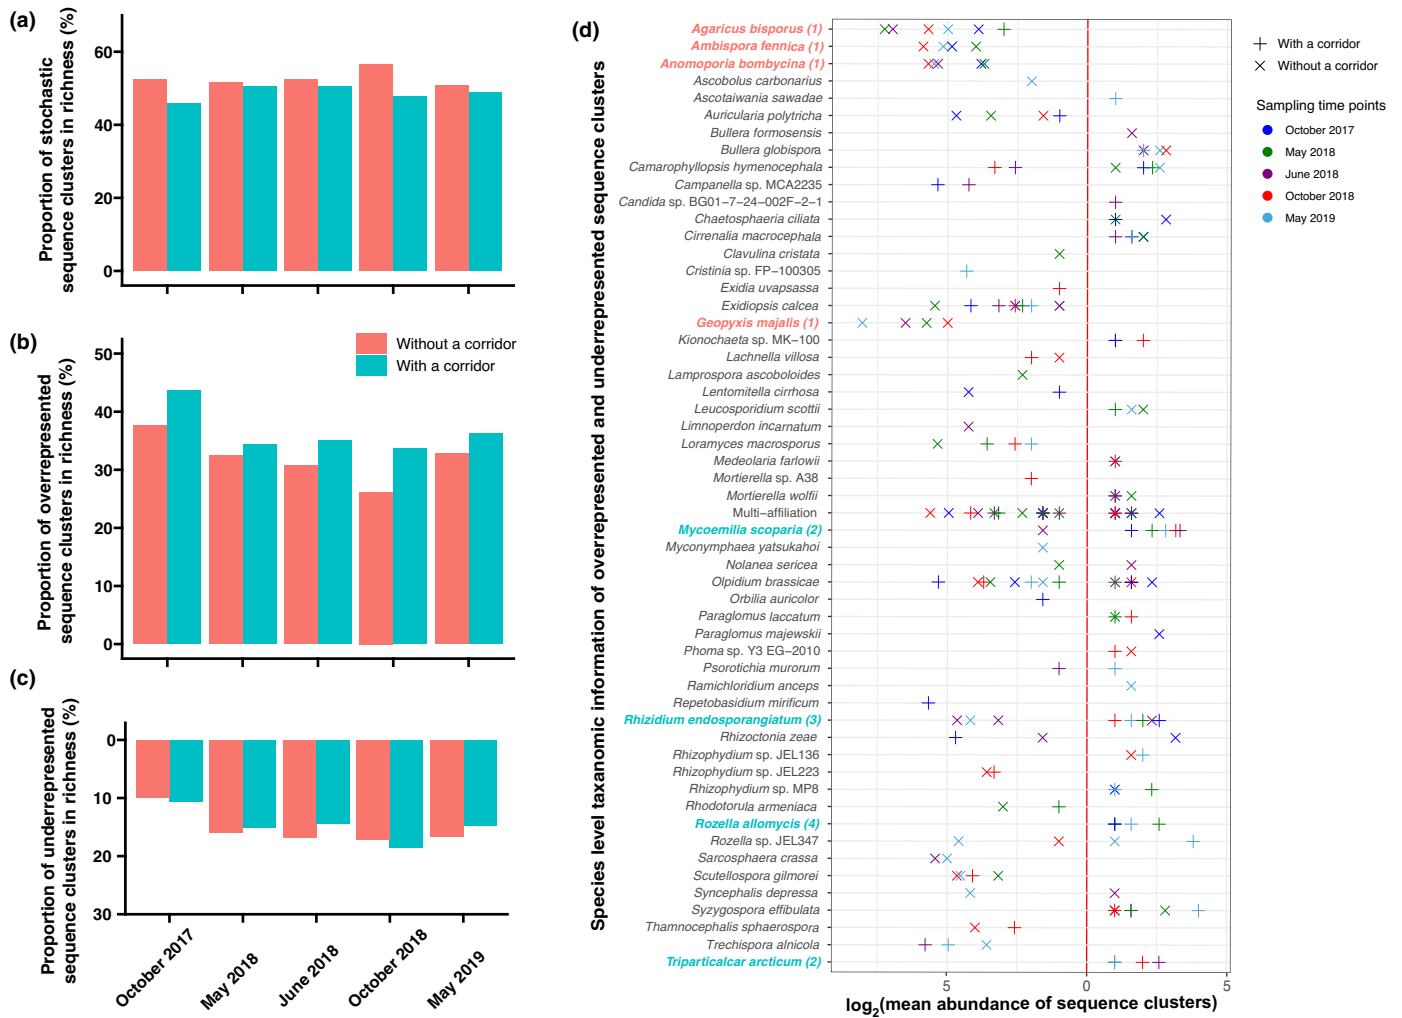 (a)
Proportion of stochastic
sequence clusters in richness (%)
60
40
20
0
(b)
Proportion of overrepresented
sequence clusters in richness (%)
50
40
30
20
10
0
Without a corridor
With a corridor
(c)
Proportion of underrepresented
sequence clusters in richness (%)
0
10
20
30
October 2017
May 2018
June 2018
October 2018
May 2019
(d)
Species level taxanomic information of overrepresented and underrepresented sequence clusters
Agaricus bisporus (1)
Ambispora fennica (1)
Anomoporia bombycina (1)
Ascobolus carbonarius
Ascotaiwania sawadae
Auricularia polytricha
Bullera formosensis
Bullera globispora
Camarophyllopsis hymenocephala
Campanella sp. MCA2235
Candida sp. BG01−7−24−002F−2−1
Chaetosphaeria ciliata
Cirrenalia macrocephala
Clavulina cristata
Cristinia sp. FP−100305
Exidia uvapsassa
Exidiopsis calcea
Geopyxis majalis (1)
Kionochaeta sp. MK−100
Lachnella villosa
Lamprospora ascoboloides
Lentomitella cirrhosa
Leucosporidium scottii
Limnoperdon incarnatum
Loramyces macrosporus
Medeolaria farlowii
Mortierella sp. A38
Mortierella wolfii
Multi−affiliation
Mycoemilia scoparia (2)
Myconymphaea yatsukahoi
Nolanea sericea
Olpidium brassicae
Orbilia auricolor
Paraglomus laccatum
Paraglomus majewskii
Phoma sp. Y3 EG−2010
Psorotichia murorum
Ramichloridium anceps
Repetobasidium mirificum
Rhizidium endosporangiatum (3)
Rhizoctonia zeae
Rhizophydium sp. JEL136
Rhizophydium sp. JEL223
Rhizophydium sp. MP8
Rhodotorula armeniaca
Rozella allomycis (4)
Rozella sp. JEL347
Sarcosphaera crassa
Scutellospora gilmorei
Syncephalis depressa
Syzygospora effibulata
Thamnocephalis sphaerospora
Trechispora alnicola
Triparticalcar arcticum (2)
5
0
5
log2(mean abundance of sequence clusters)
With a corridor
Without a corridor
Sampling time points
October 2017
May 2018
June 2018
October 2018
May 2019